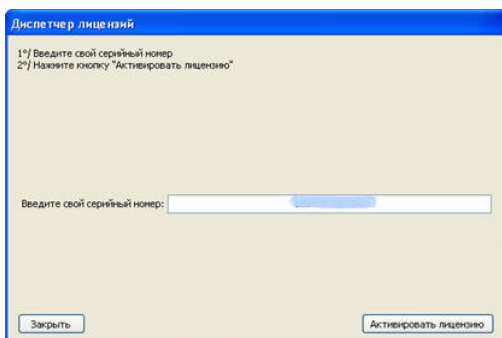 Диспетчер лицензий
1°/ Введите свой серийный номер
2°/ Нажмите кнопку "Активировать лицензию"
Введите свой серийный номер:
Закрыть
Активировать лицензию